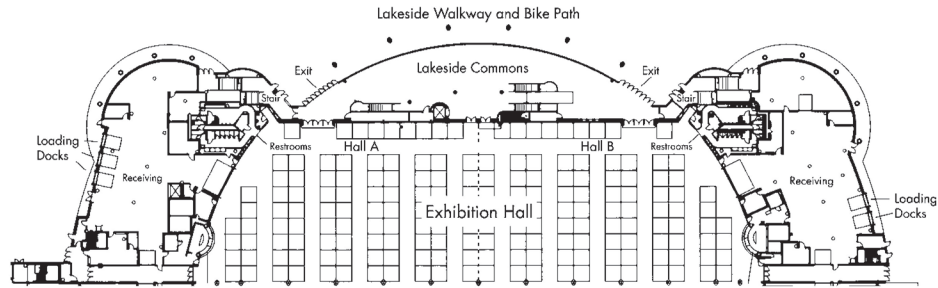 Lakeside Walkway and Bike Path
Exit
Lakeside Commons
Exit
Stair
Stair
Restrooms
Hall A
Hall B
Restrooms
Loading
Docks
Receiving
Receiving
Loading
Docks
Exhibition Hall